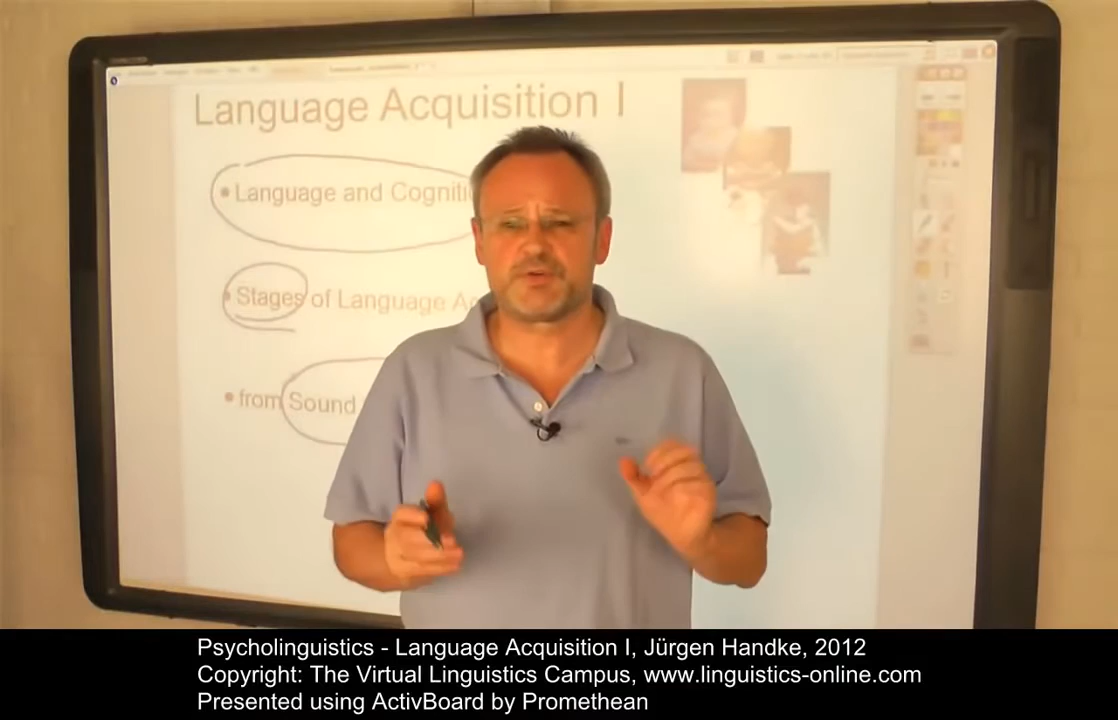 Language Acquisition I
• Language and Cogniti
• Stages of Language Ac
• from Sound
Psycholinguistics - Language Acquisition I, Jürgen Handke, 2012
Copyright: The Virtual Linguistics Campus, www.linguistics-online.com
Presented using ActivBoard by Promethean